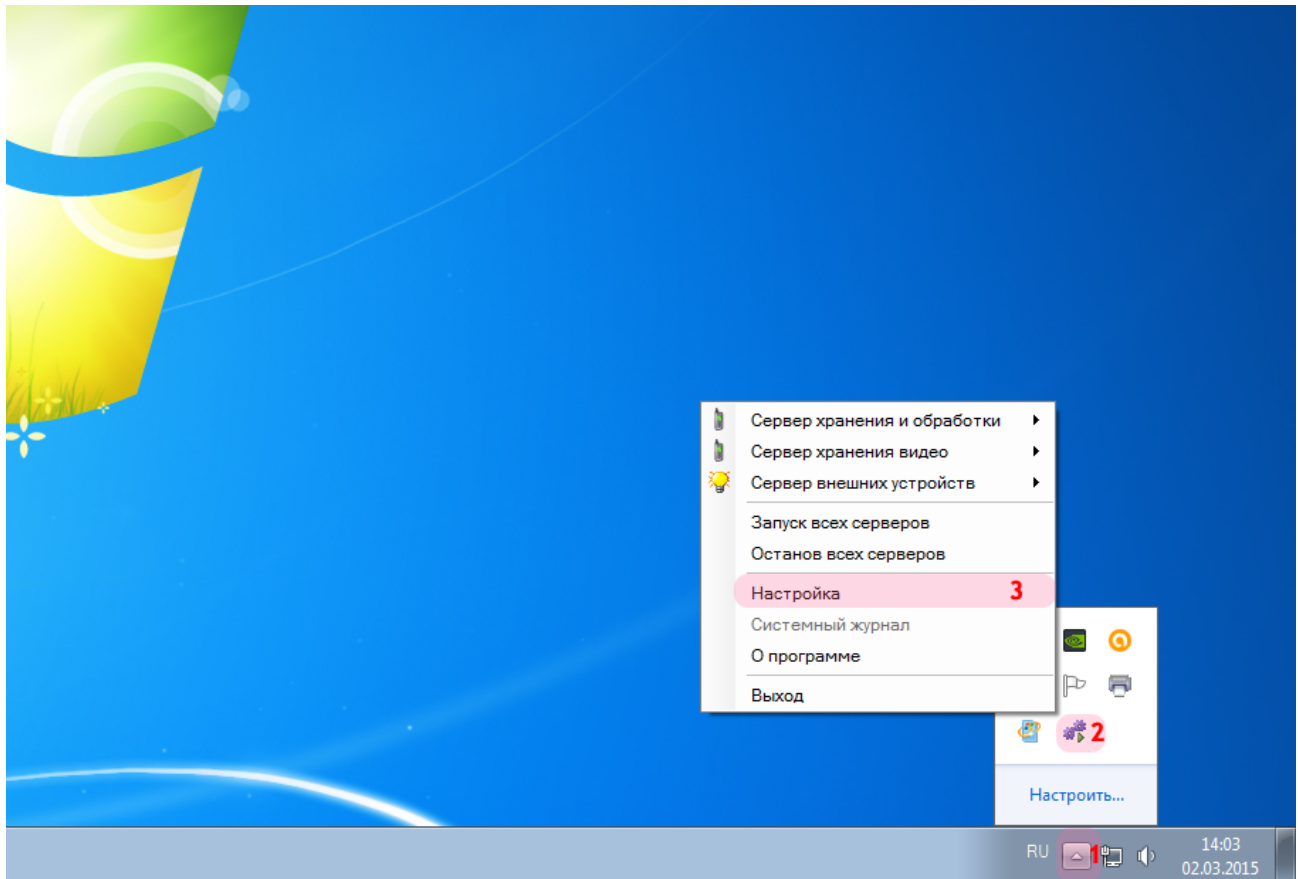 Сервер хранения и обработки
Сервер хранения видео
Сервер внешних устройств
Запуск всех серверов
Останов всех серверов
Настройка 3
Системный журнал
О программе
Выход
2
Настроить...
RU 1 14:03
02.03.2015